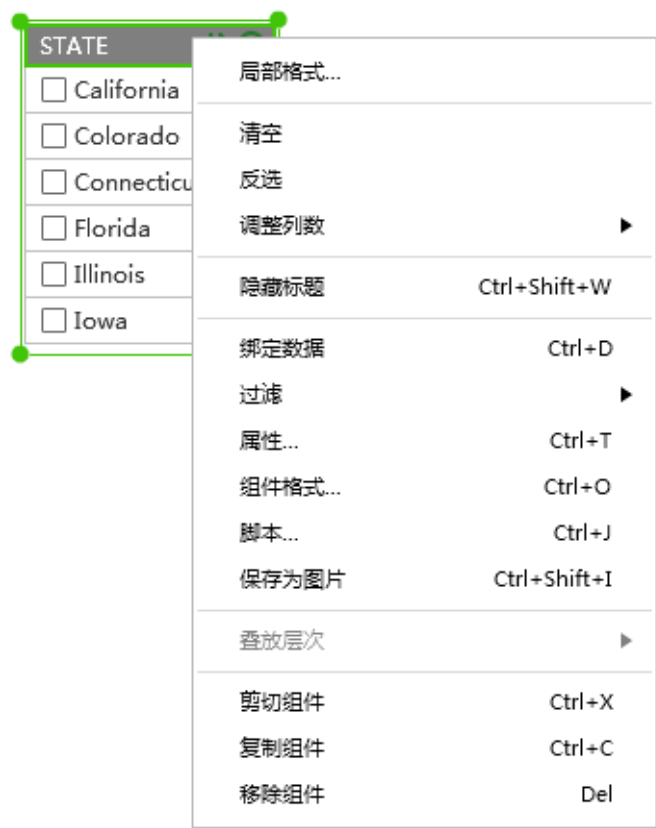 STATE
California
Colorado
Connecticu
Florida
Illinois
Iowa
局部格式...
清空
反选
调整列数
隐藏标题 Ctrl+Shift+W
绑定数据 Ctrl+D
过滤
属性... Ctrl+T
组件格式... Ctrl+O
脚本... Ctrl+J
保存为图片 Ctrl+Shift+I
叠放层次
剪切组件 Ctrl+X
复制组件 Ctrl+C
移除组件 Del